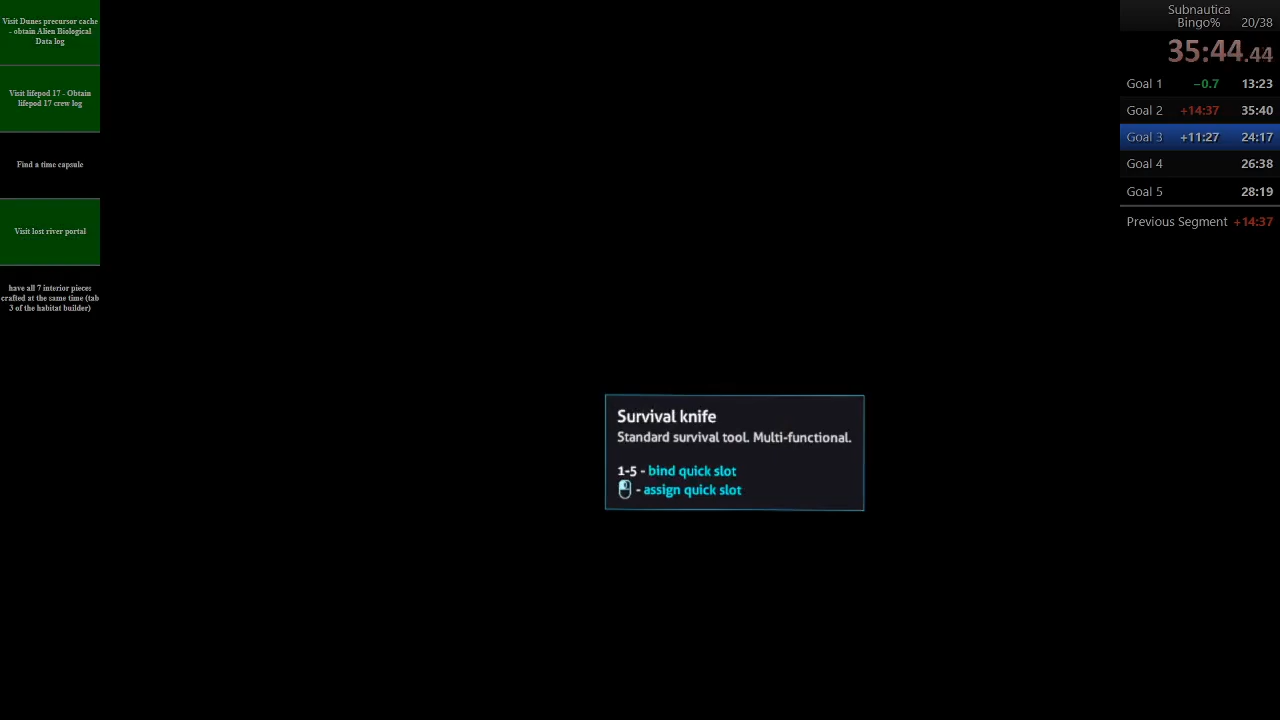 Visit Dunes precursor cache
- obtain Alien Biological
Data log
Visit lifepod 17 - Obtain
lifepod 17 crew log
Find a time capsule
Visit lost river portal
have all 7 interior pieces
crafted at the same time (tab
3 of the habitat builder)
Subnautica
Bingo% 20/38
35:44.44
Goal 1 −0.7 13:23
Goal 2 +14:37 35:40
Goal 3 +11:27 24:17
Goal 4 26:38
Goal 5 28:19
Previous Segment +14:37
Survival knife
Standard survival tool. Multi-functional.
1-5 - bind quick slot
- assign quick slot